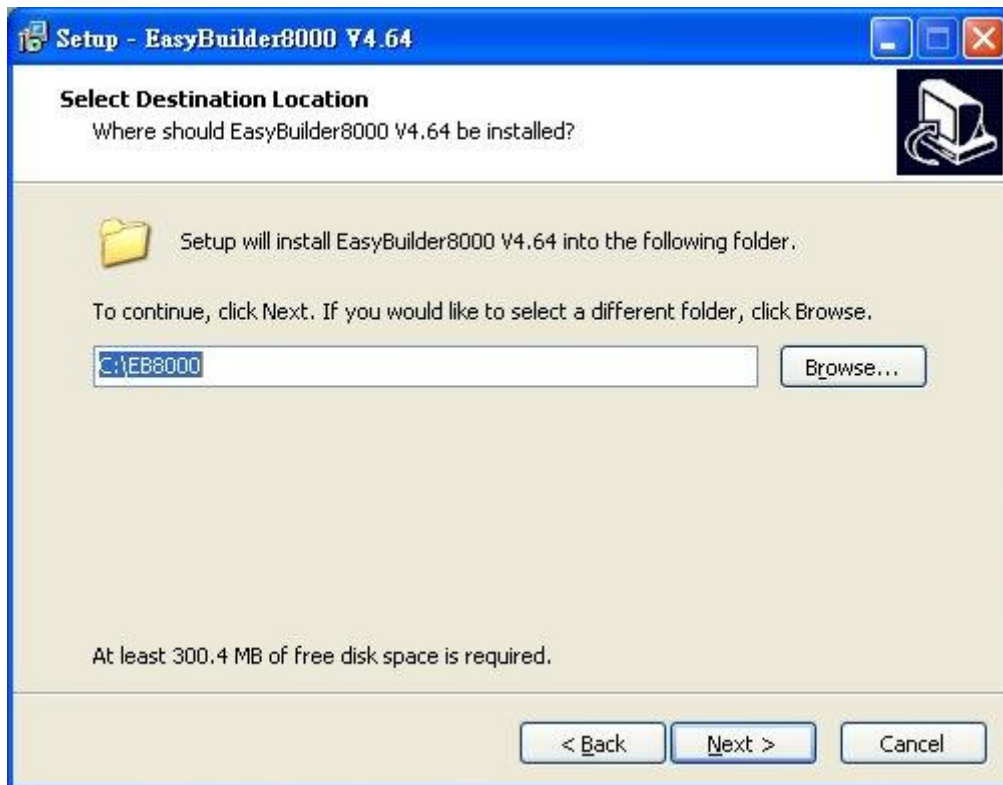 Setup - EasyBuilder8000 V4.64
Select Destination Location
Where should EasyBuilder8000 V4.64 be installed?
Setup will install EasyBuilder8000 V4.64 into the following folder.
To continue, click Next. If you would like to select a different folder, click Browse.
C:\EB8000
Browse...
At least 300.4 MB of free disk space is required.
< Back
Next >
Cancel